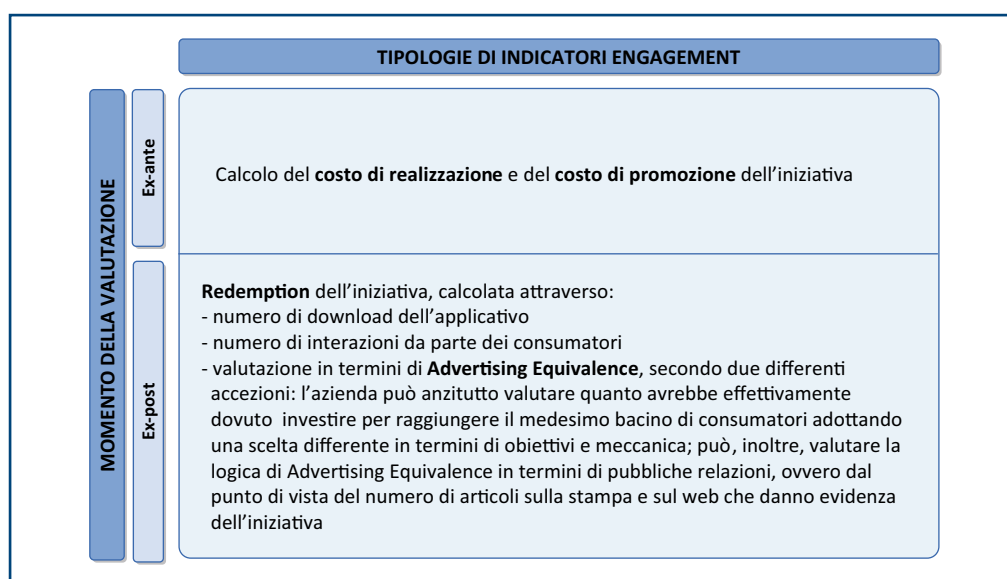 TIPOLOGIE DI INDICATORI ENGAGEMENT
MOMENTO DELLA VALUTAZIONE
Ex-ante
Calcolo del costo di realizzazione e del costo di promozione dell’iniziativa
Ex-post
Redemption dell’iniziativa, calcolata attraverso:
- numero di download dell’applicativo
- numero di interazioni da parte dei consumatori
- valutazione in termini di Advertising Equivalence, secondo due differenti
accezioni: l’azienda può anzitutto valutare quanto avrebbe effettivamente
dovuto investire per raggiungere il medesimo bacino di consumatori adottando
una scelta differente in termini di obiettivi e meccanica; può, inoltre, valutare la
logica di Advertising Equivalence in termini di pubbliche relazioni, ovvero dal
punto di vista del numero di articoli sulla stampa e sul web che danno evidenza
dell’iniziativa